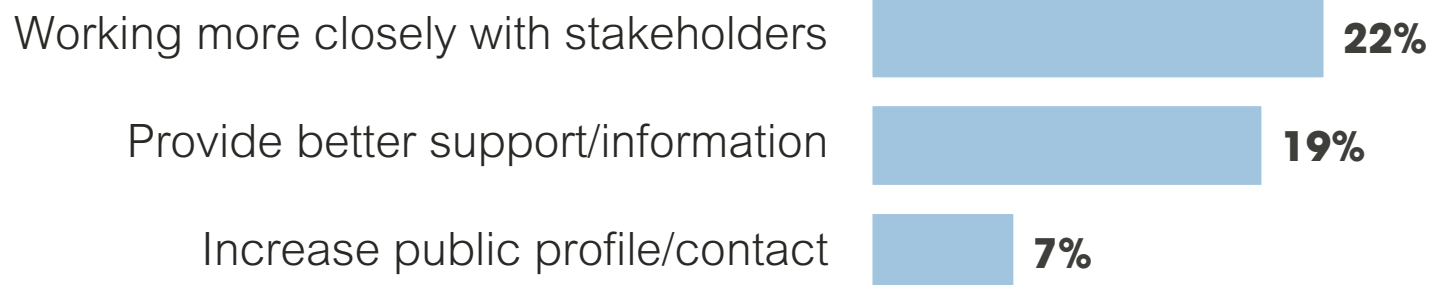 Working more closely with stakeholders 22%
Provide better support/information 19%
Increase public profile/contact 7%